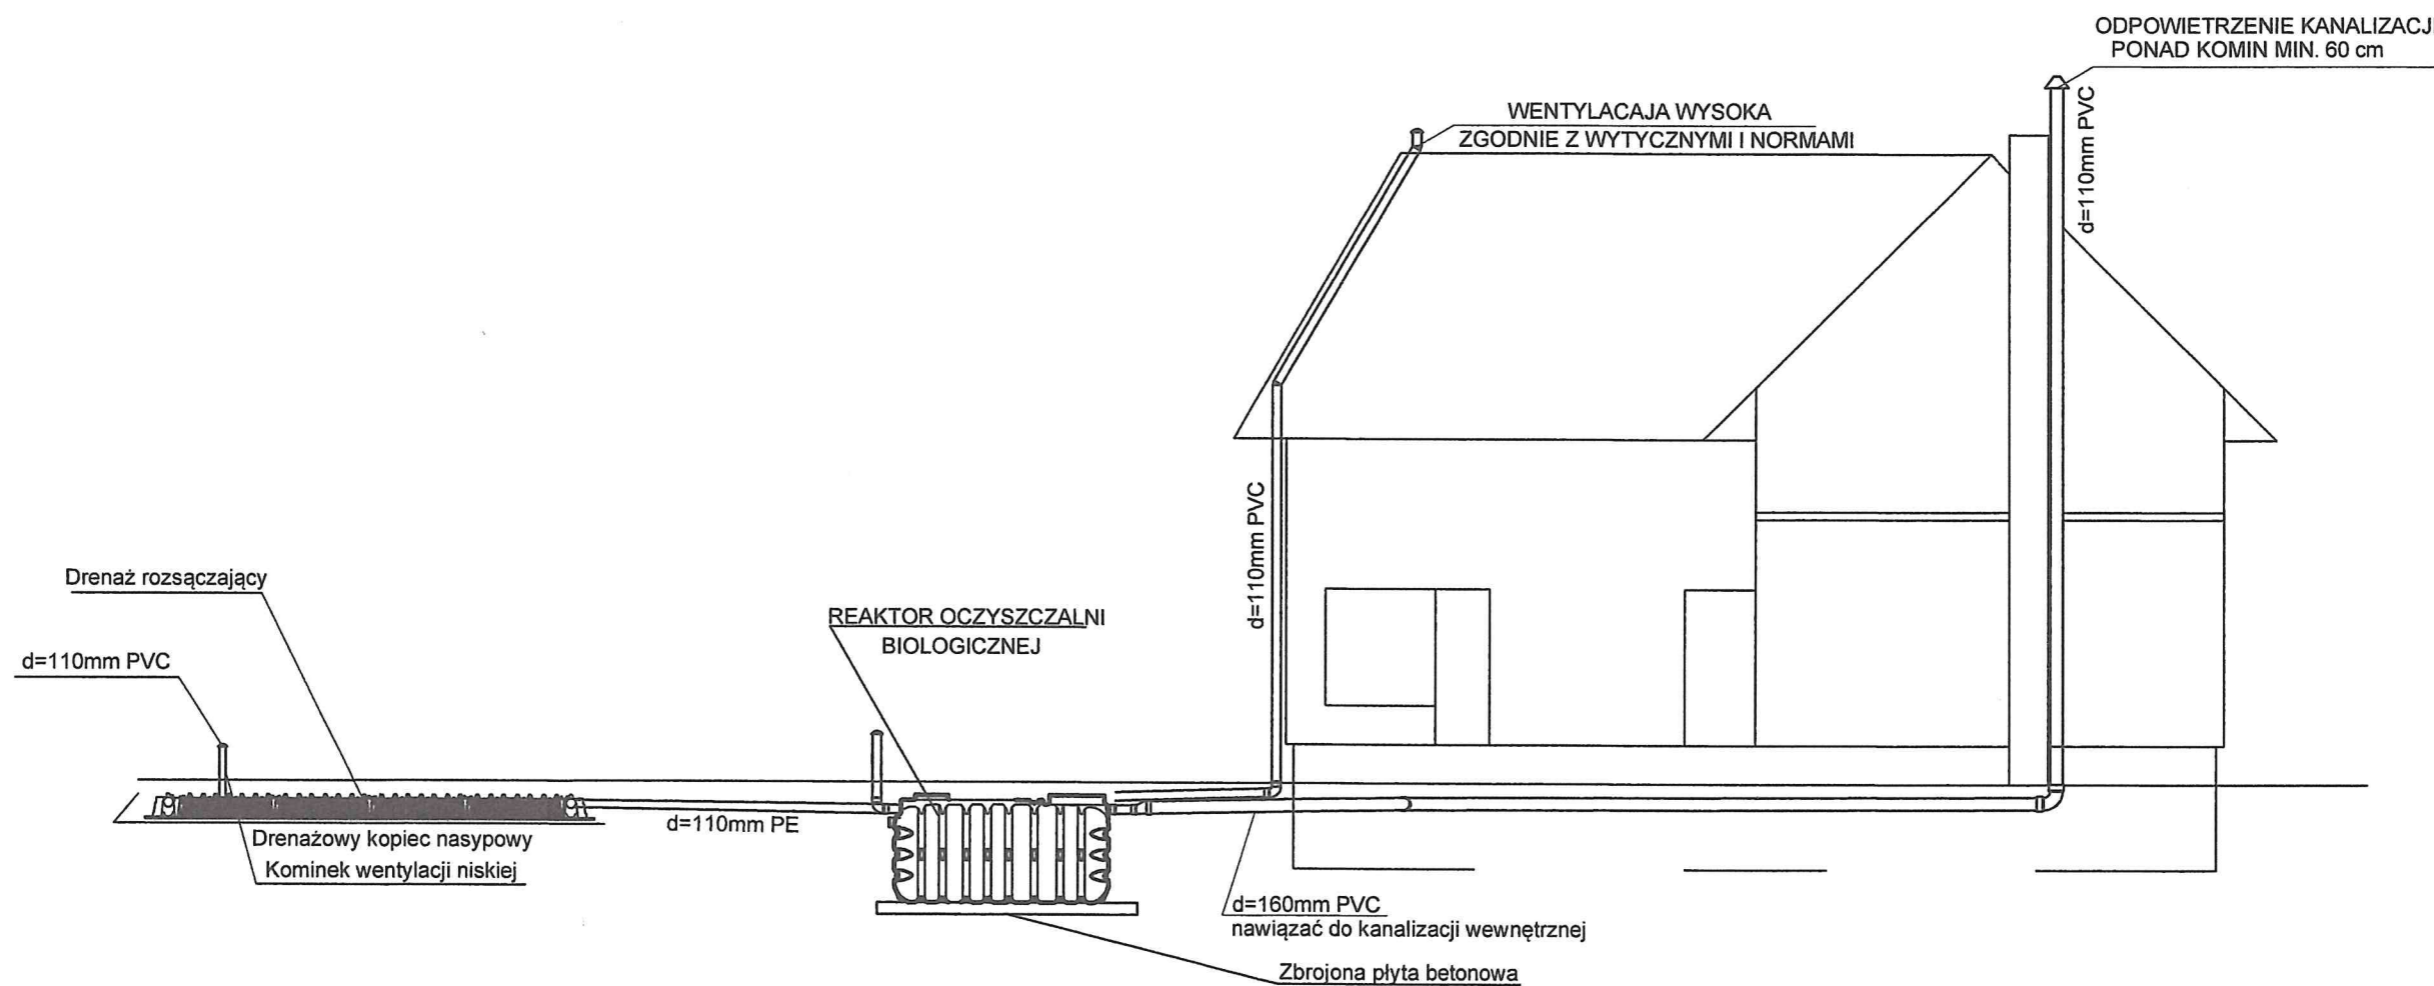 ODPOWIETRZENIE KANALIZACJI
PONAD KOMIN MIN. 60 cm
d=110mm PVC
WENTYLACAJA WYSOKA
ZGODNIE Z WYTYCZNYMI I NORMAMI
d=110mm PVC
Drenaż rozsączający
d=110mm PVC
REAKTOR OCZYSZCZALNI
BIOLOGICZNEJ
d=110mm PE
Drenażowy kopiec nasypowy
Kominek wentylacji niskiej
d=160mm PVC
nawiązać do kanalizacji wewnętrznej
Zbrojona płyta betonowa